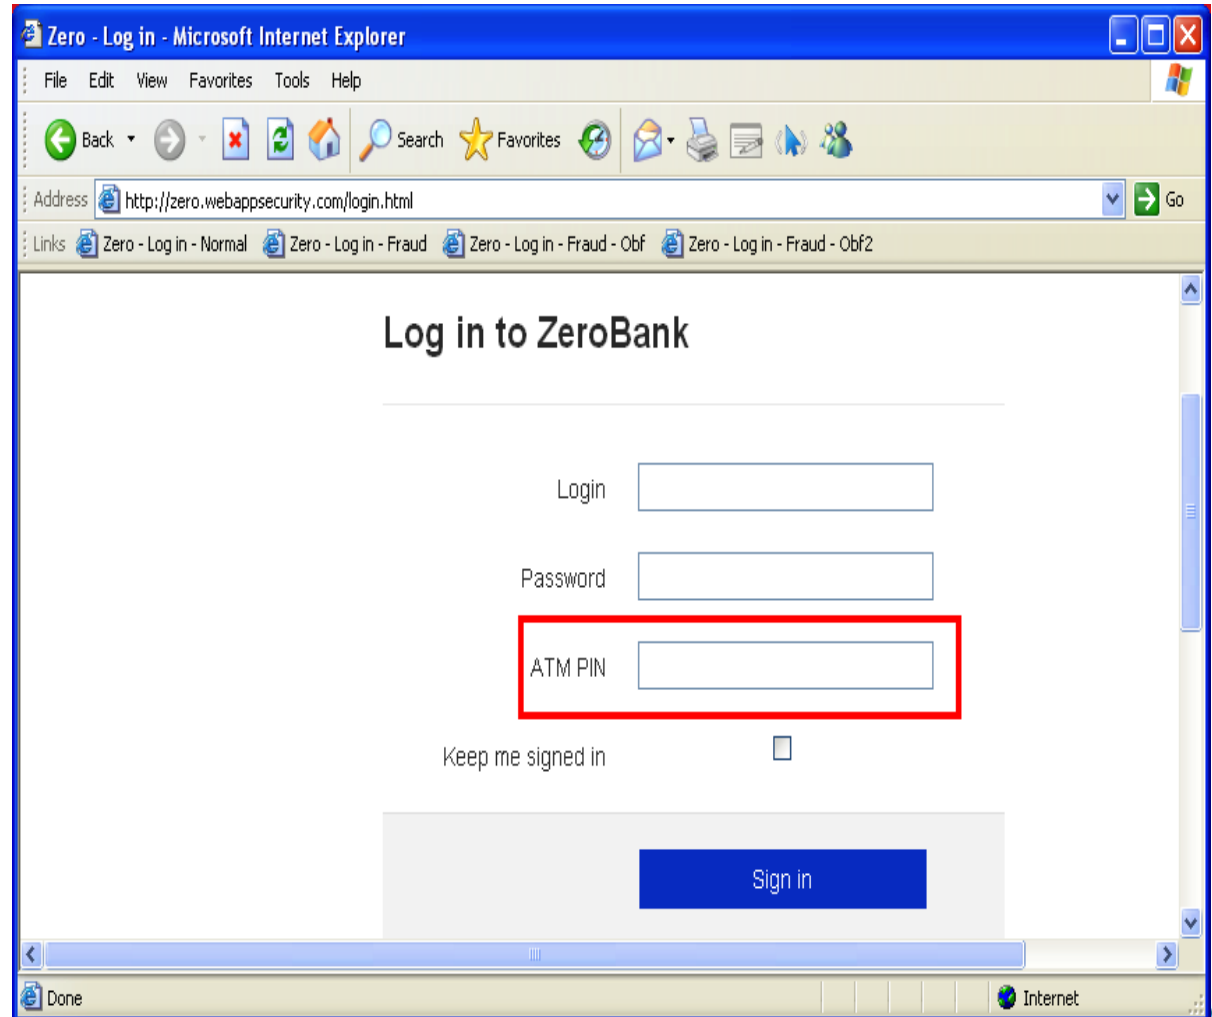 Zero - Log in - Microsoft Internet Explorer
File Edit View Favorites Tools Help
Back Search Favorites
Address http://zero.webappsecurity.com/login.html Go
Links Zero - Log in - Normal Zero - Log in - Fraud Zero - Log in - Fraud - Obf Zero - Log in - Fraud - Obf2
Log in to ZeroBank
Login
Password
ATM PIN
Keep me signed in
Sign in
Done Internet